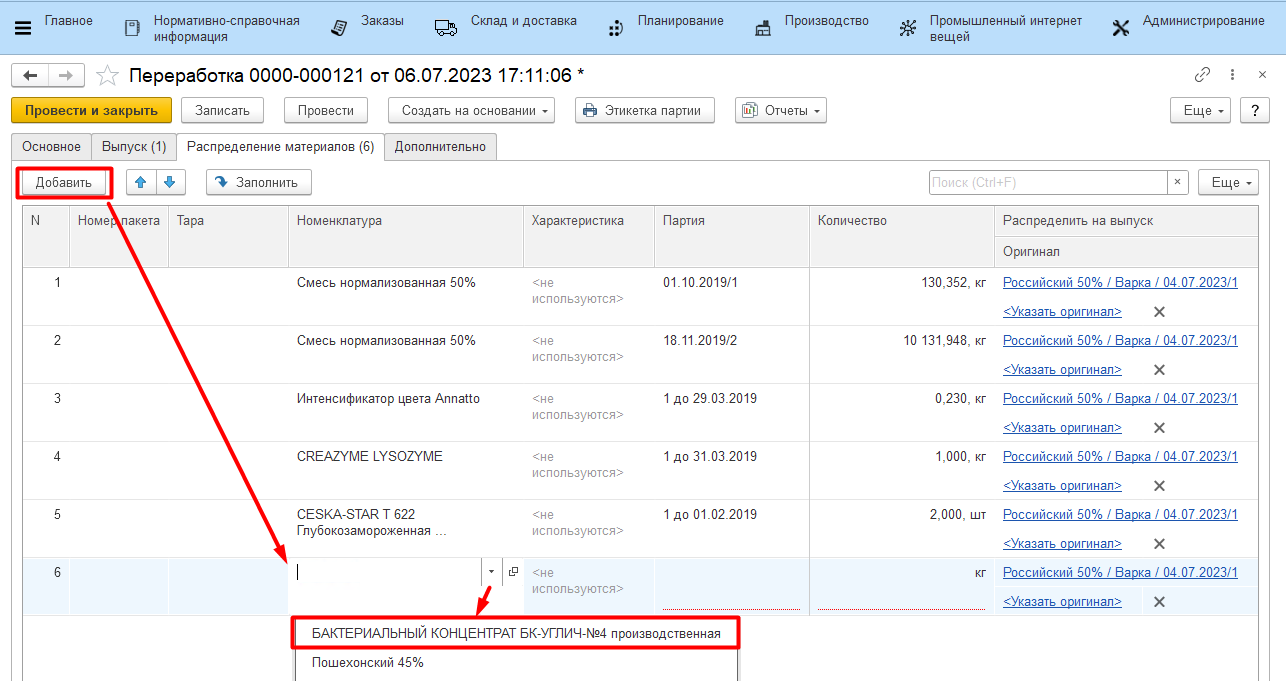 Главное
Нормативно-справочная
информация
Заказы
Склад и доставка
Планирование
Производство
Промышленный интернет
вещей
Администрирование
Переработка 0000-000121 от 06.07.2023 17:11:06 *
Провести и закрыть
Записать
Провести
Создать на основании
Этикетка партии
Отчеты
Еще
?
Основное
Выпуск (1)
Распределение материалов (6)
Дополнительно
Добавить
Заполнить
Поиск (Ctrl+F)
×
Еще
N
Номер пакета
Тара
Номенклатура
Характеристика
Партия
Количество
Распределить на выпуск
Оригинал
1
Смесь нормализованная 50%
<не
используются>
01.10.2019/1
130,352, кг
Российский 50% / Варка / 04.07.2023/1
<Указать оригинал>
2
Смесь нормализованная 50%
<не
используются>
18.11.2019/2
10 131,948, кг
Российский 50% / Варка / 04.07.2023/1
<Указать оригинал>
3
Интенсификатор цвета Annatto
<не
используются>
1 до 29.03.2019
0,230, кг
Российский 50% / Варка / 04.07.2023/1
<Указать оригинал>
4
CREAZYME LYSOZYME
<не
используются>
1 до 31.03.2019
1,000, кг
Российский 50% / Варка / 04.07.2023/1
<Указать оригинал>
5
CESKA-STAR T 622
Глубокозамороженная ...
<не
используются>
1 до 01.02.2019
2,000, шт
Российский 50% / Варка / 04.07.2023/1
<Указать оригинал>
6
<не
используются>
кг
Российский 50% / Варка / 04.07.2023/1
<Указать оригинал>
БАКТЕРИАЛЬНЫЙ КОНЦЕНТРАТ БК-УГЛИЧ-№4 производственная
Пошехонский 45%